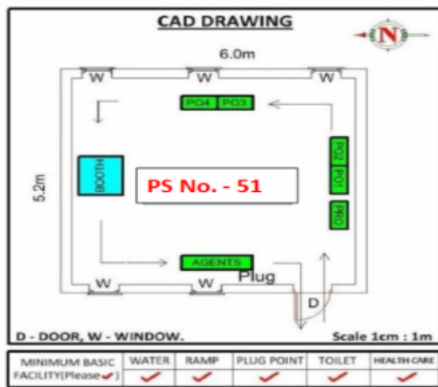 CAD DRAWING
N
6.0m
W W W
PO4 PO3
5.2m
BOOTH
PS No. - 51
PO2
PO1
PRO
AGENTS
Plug
W W
D
D - DOOR, W - WINDOW. Scale 1cm : 1m
MINIMUM BASIC FACILITY(Please ✓) WATER RAMP PLUG POINT TOILET HEALTH CARE
✓ ✓ ✓ ✓ ✓